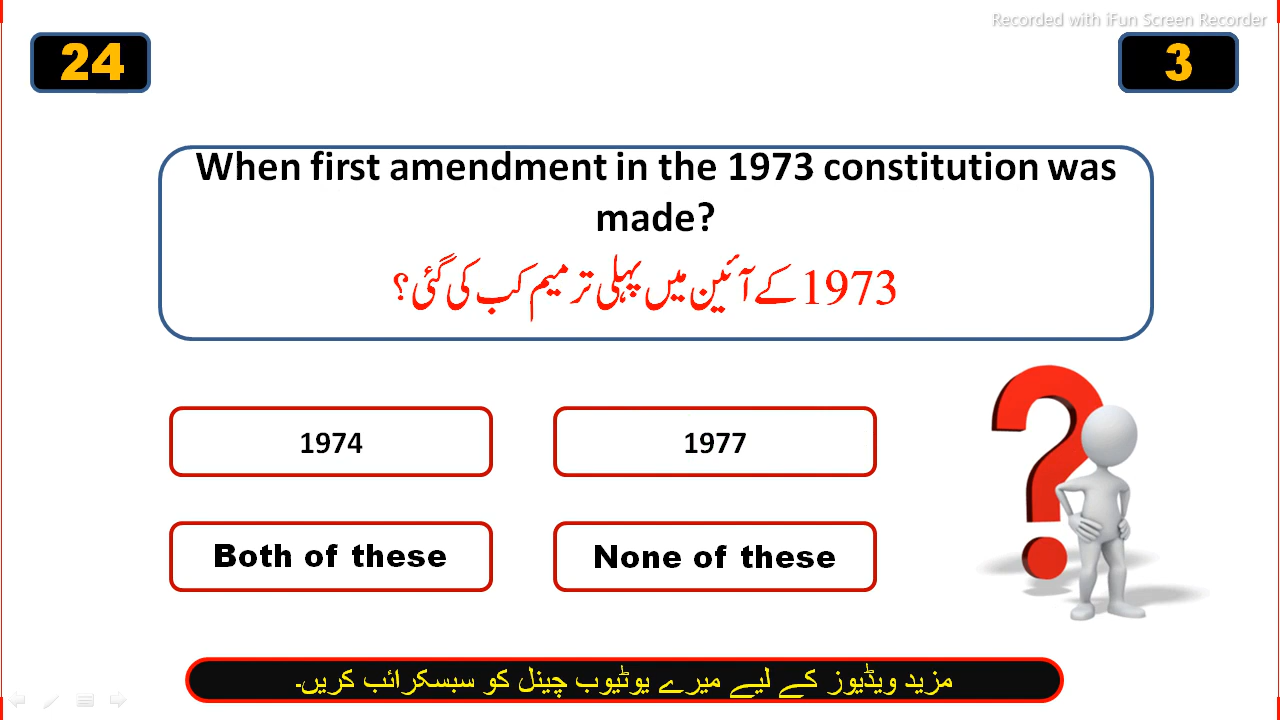 Recorded with iFun Screen Recorder
24
3
When first amendment in the 1973 constitution was
made?
1973 کے آئین میں پہلی ترمیم کب کی گئی؟
1974
1977
Both of these
None of these
مزید ویڈیوز کے لیے میرے یوٹیوب چینل کو سبسکرائب کریں۔